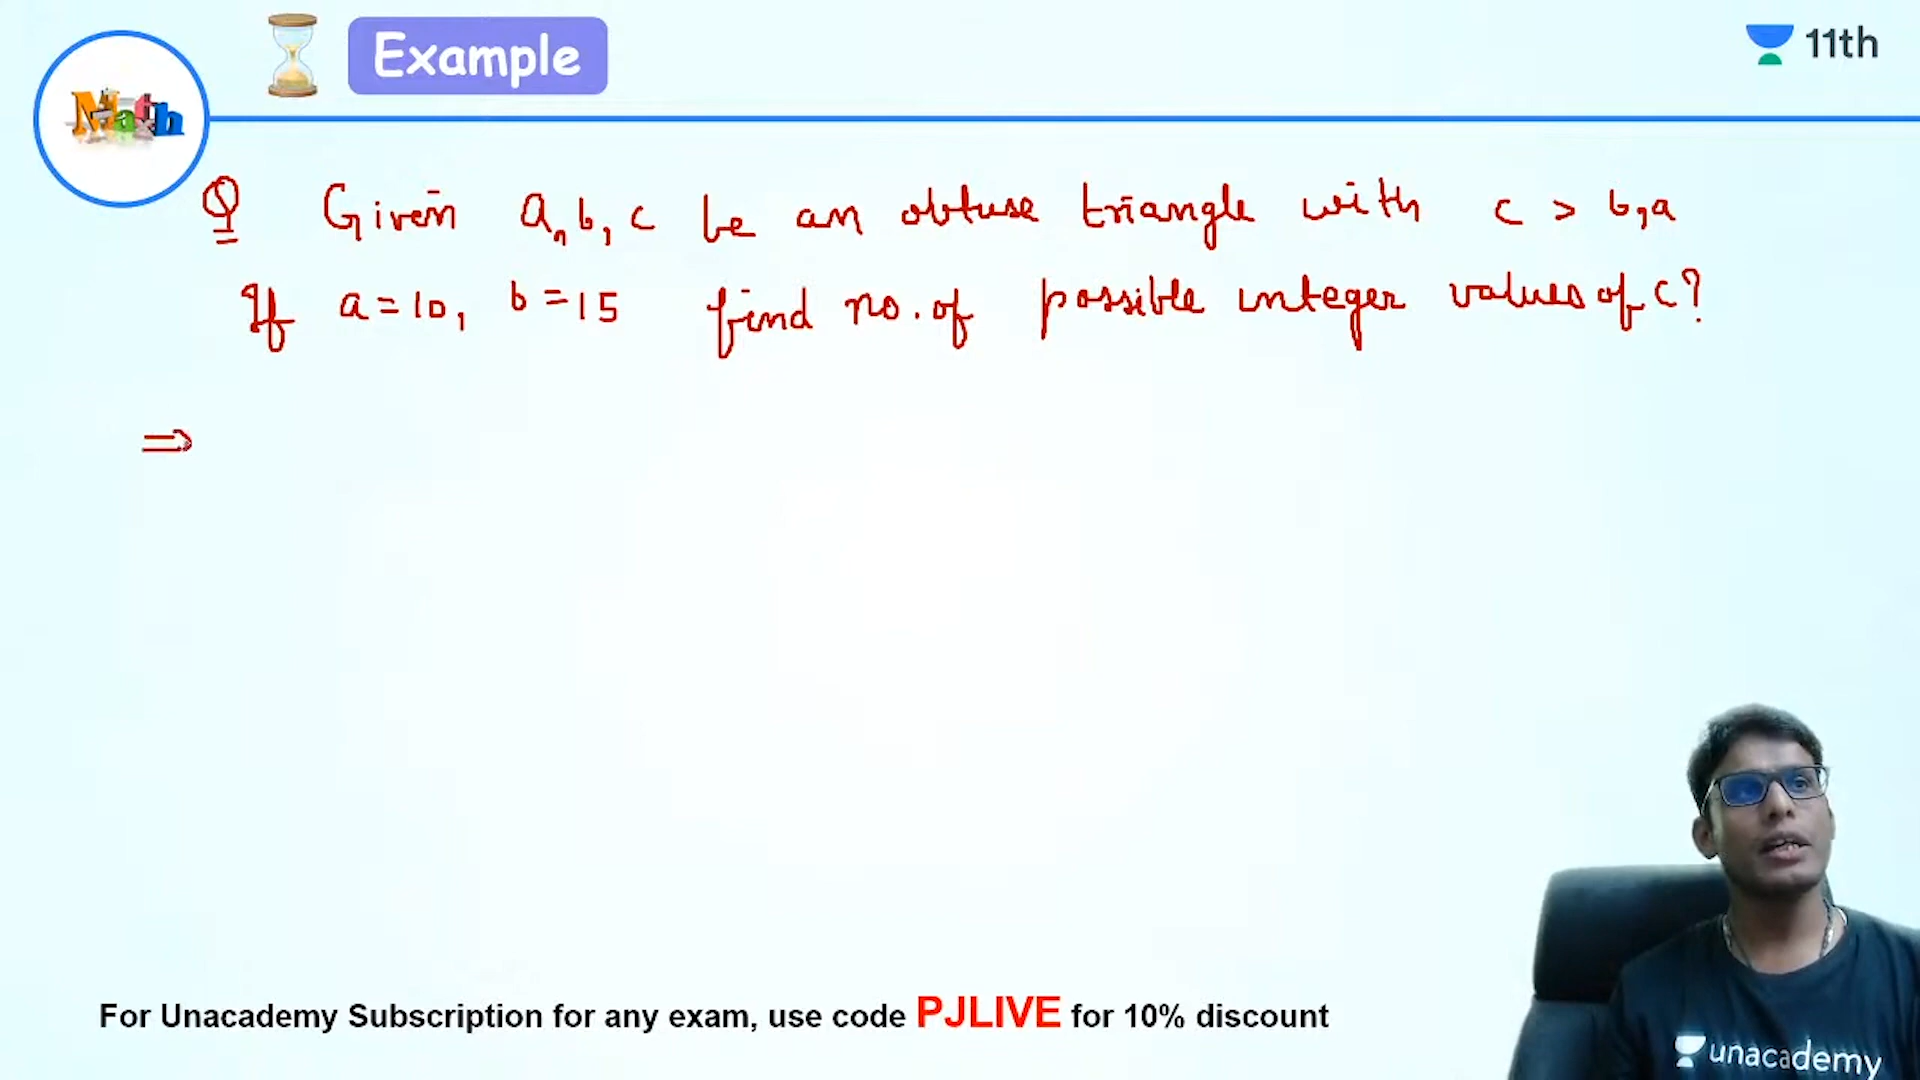 Example
11th
Math
Q Given a, b, c be an obtuse triangle with c > b, a
If a = 10, b = 15 find no. of possible integer values of c?
⇒
For Unacademy Subscription for any exam, use code PJLIVE for 10% discount
unacademy